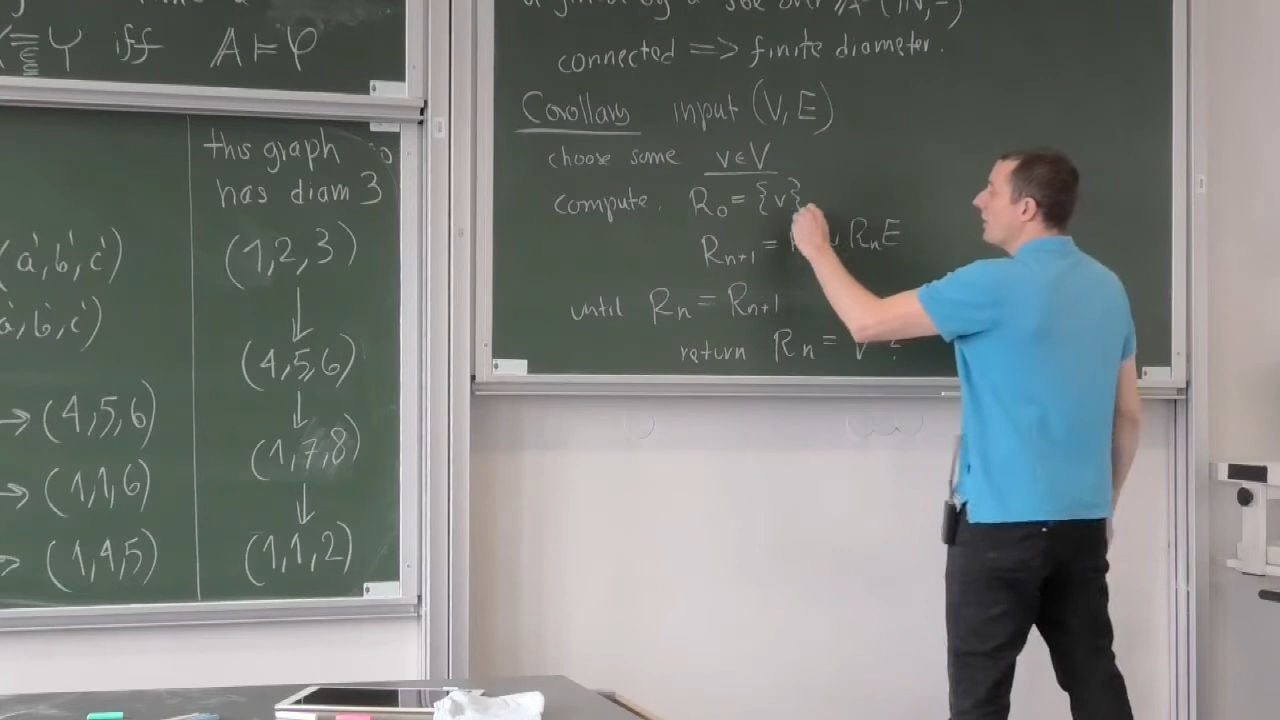 Y iff A ⊨ φ
this graph
has diam 3
(a, b, c)
(a, b, c)
→ (4,5,6)
→ (1,1,6)
→ (1,4,5)
(1,2,3)
↓
(4,5,6)
↓
(1,7,8)
↓
(1,1,2)
by a
connected => finite diameter.
Corollary input (V, E)
choose some v ∈ V
compute. R₀ = {v}
Rₙ₊₁ = RₙE
until Rₙ = Rₙ₊₁
return Rₙ = V ?